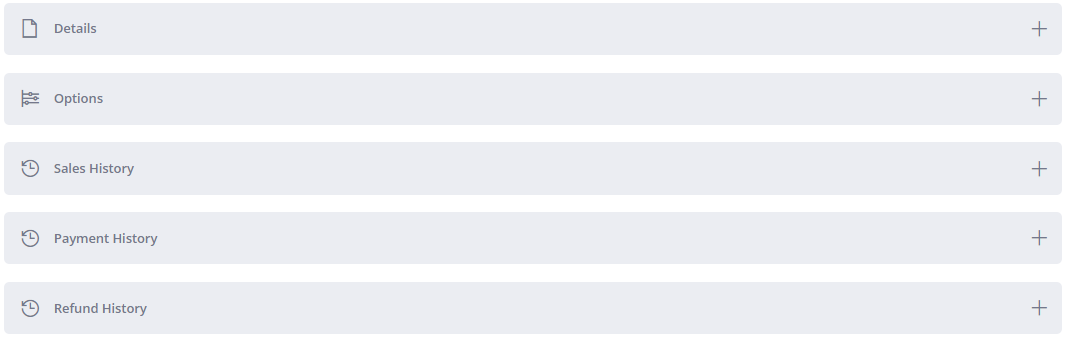 Details
Options
Sales History
Payment History
Refund History